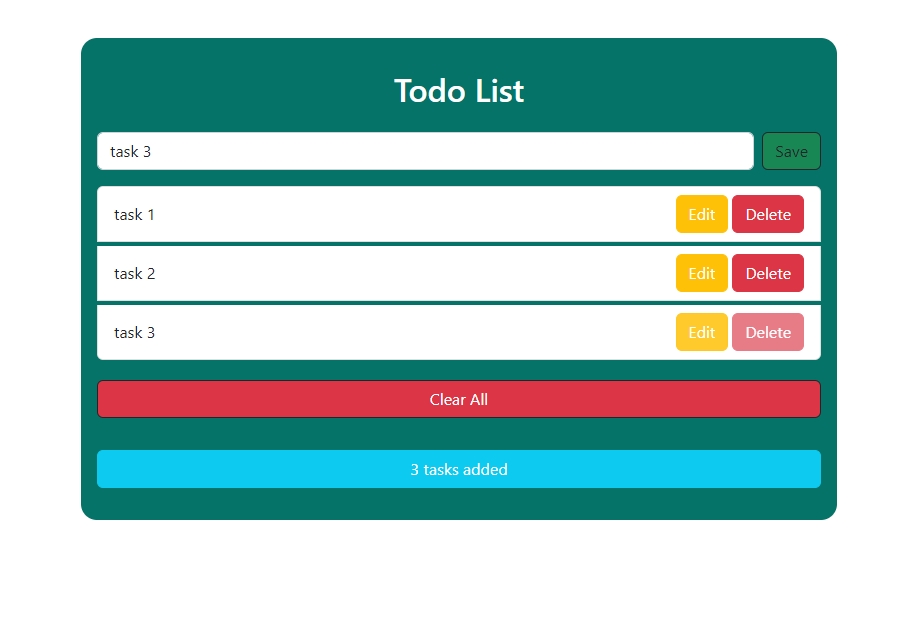 Todo List
task 3 Save
task 1 Edit Delete
task 2 Edit Delete
task 3 Edit Delete
Clear All
3 tasks added